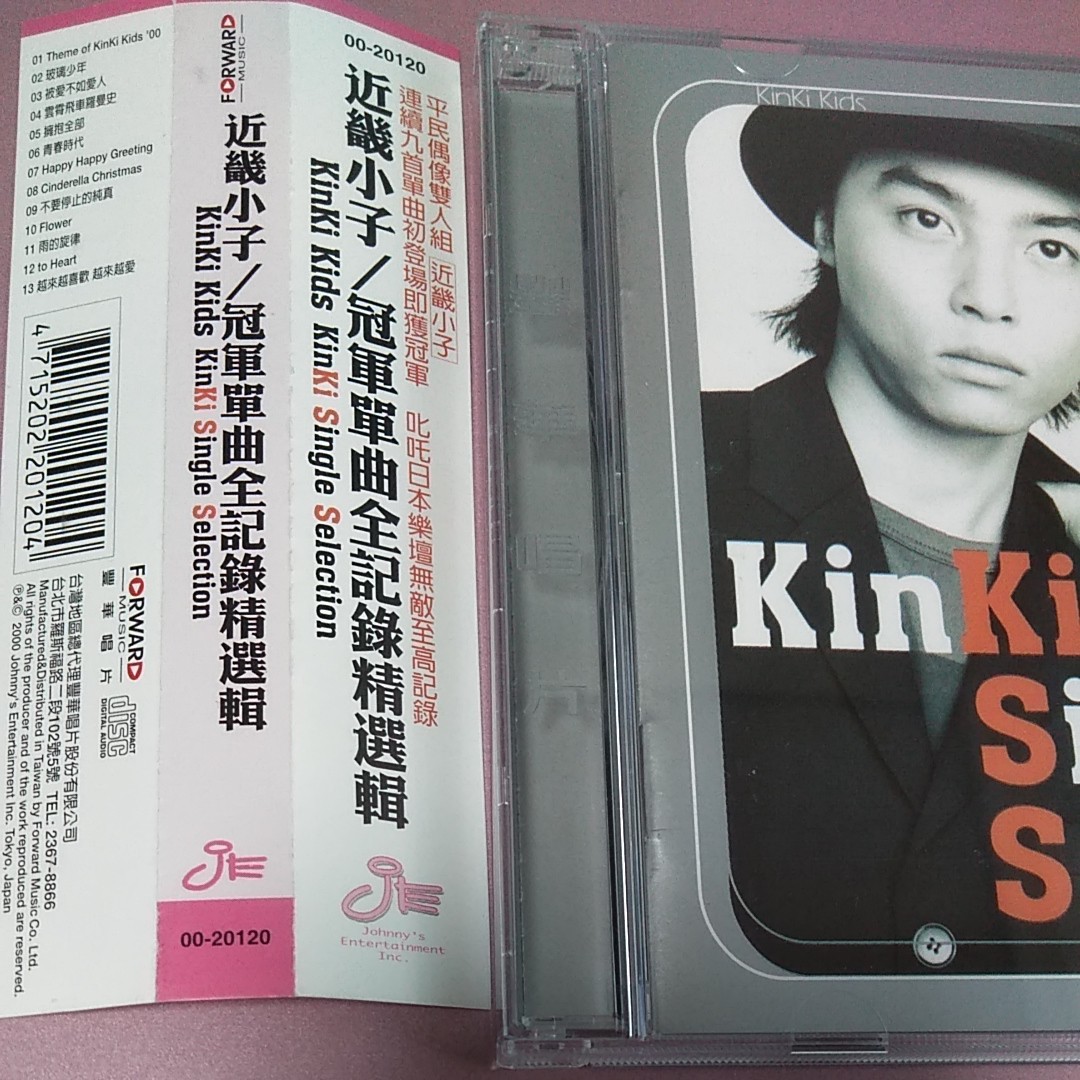 01 Theme of KinKi Kids '00
02 玻璃少年
03 被愛不如愛人
04 雲霄飛車羅曼史
05 擁抱全部
06 青春時代
07 Happy Happy Greeting
08 Cinderella Christmas
09 不要停止的純真
10 Flower
11 雨的旋律
12 to Heart
13 越來越喜歡 越來越愛
4 715202 201204
FORWARD
MUSIC
豐華唱片
COMPACT
disc
DIGITAL AUDIO
台灣地區總代理豐華唱片股份有限公司
台北市羅斯福路二段102號5號 TEL: 2367-8866
Manufactured&Distributed in Taiwan by Forward Music Co. Ltd.
All rights of the producer and of the work reproduced are reserved.
℗&© 2000 Johnny's Entertainment Inc. Tokyo, Japan
FORWARD
MUSIC
近畿小子/冠軍單曲全記錄精選輯
KinKi Kids KinKi Single Selection
JE
00-20120
00-20120
平民偶像雙人組 近畿小子
連續九首單曲初登場即獲冠軍 叱吒日本樂壇無敵至高記錄
近畿小子/冠軍單曲全記錄精選輯
KinKi Kids KinKi Single Selection
JE
Johnny's
Entertainment
Inc.
豐華唱片
KinKi Kids
KinKi
Si
S